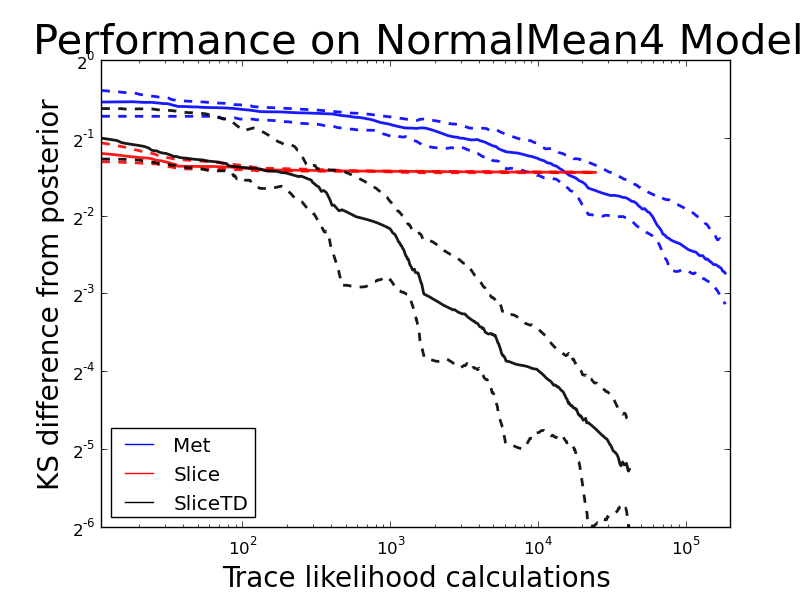 Performance on NormalMean4 Model
2^0
2^-1
2^-2
2^-3
2^-4
2^-5
2^-6
KS difference from posterior
Met
Slice
SliceTD
10^2 10^3 10^4 10^5
Trace likelihood calculations